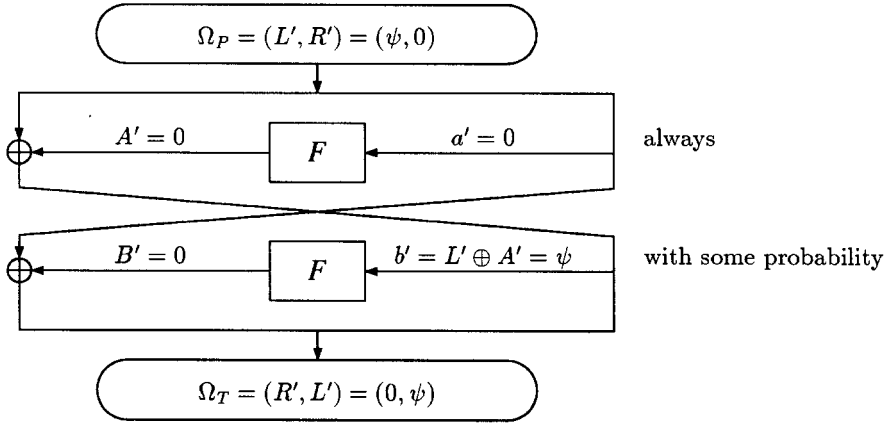 Ω_P = (L′, R′) = (ψ, 0)
A′ = 0 F a′ = 0 always
B′ = 0 F b′ = L′ ⊕ A′ = ψ with some probability
Ω_T = (R′, L′) = (0, ψ)